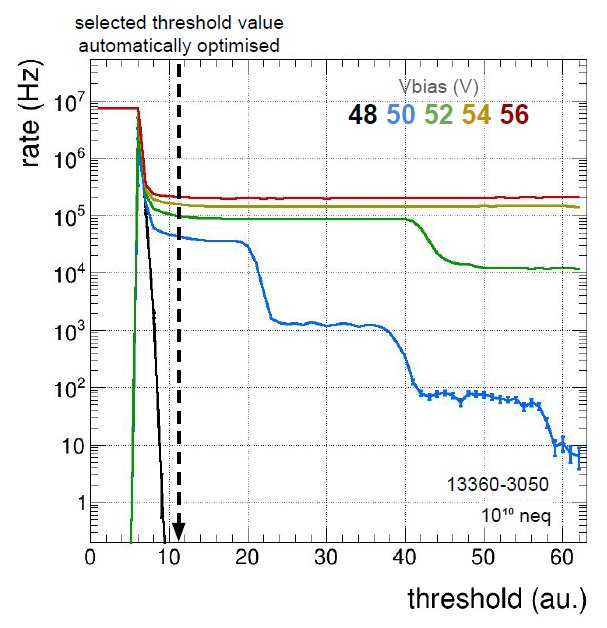 selected threshold value
automatically optimised
rate (Hz)
Vbias (V)
48 50 52 54 56
10⁷
10⁶
10⁵
10⁴
10³
10²
10
1
13360-3050
10¹⁰ neq
0 10 20 30 40 50 60
threshold (au.)